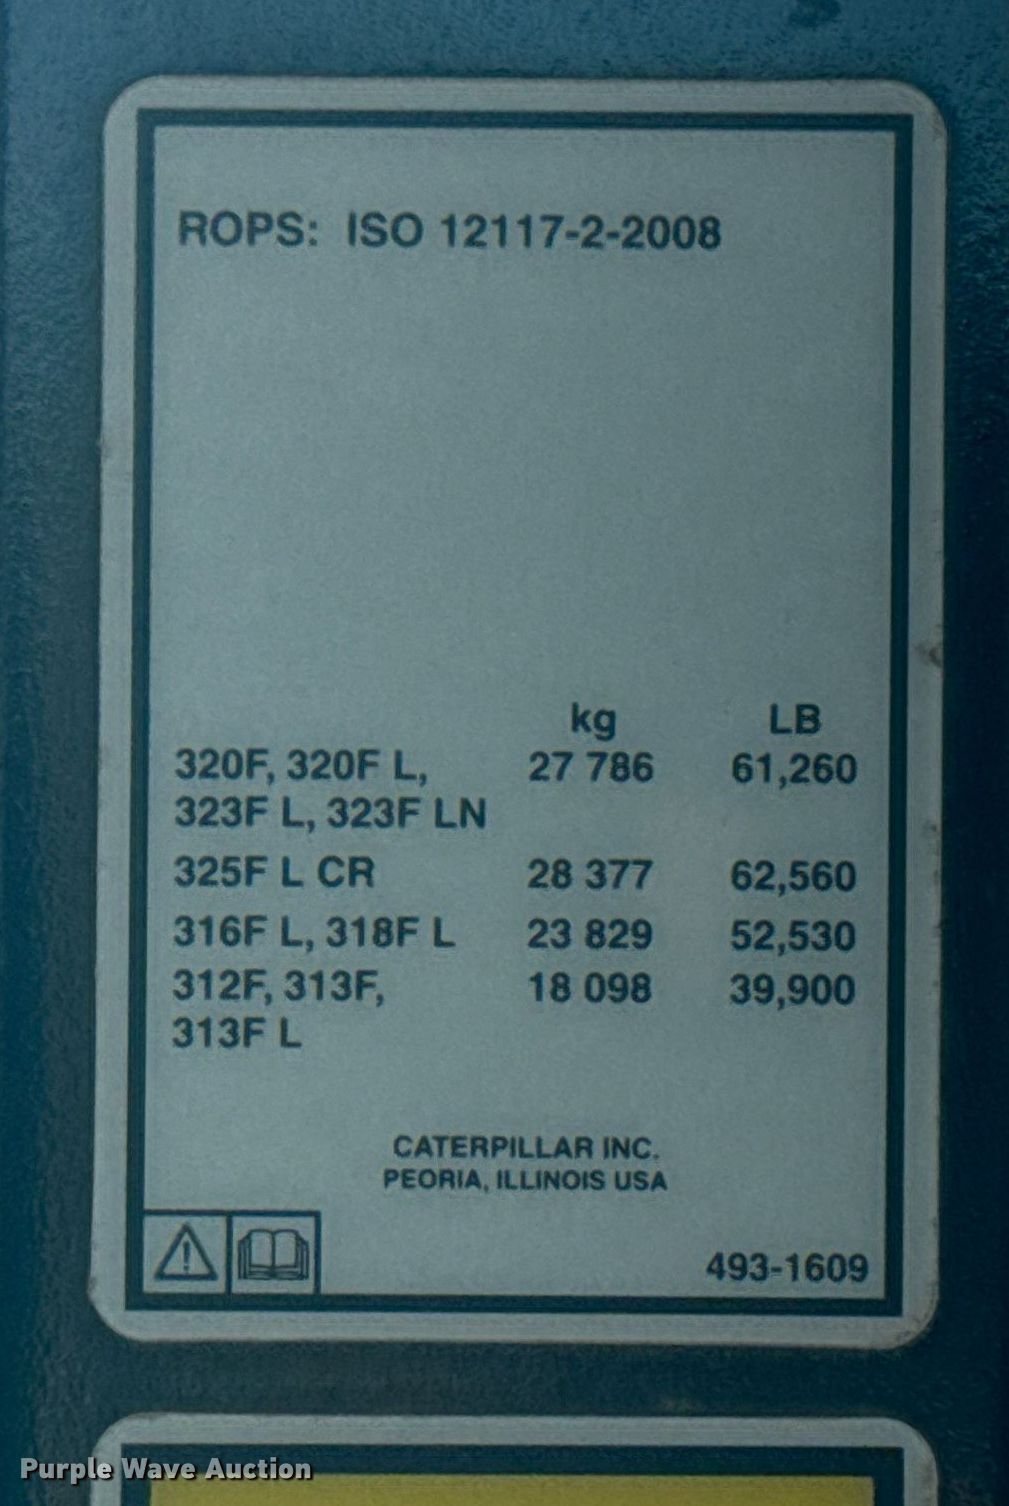 ROPS: ISO 12117-2-2008
kg LB
320F, 320F L, 27 786 61,260
323F L, 323F LN
325F L CR 28 377 62,560
316F L, 318F L 23 829 52,530
312F, 313F, 18 098 39,900
313F L
CATERPILLAR INC.
PEORIA, ILLINOIS USA
493-1609
Purple Wave Auction